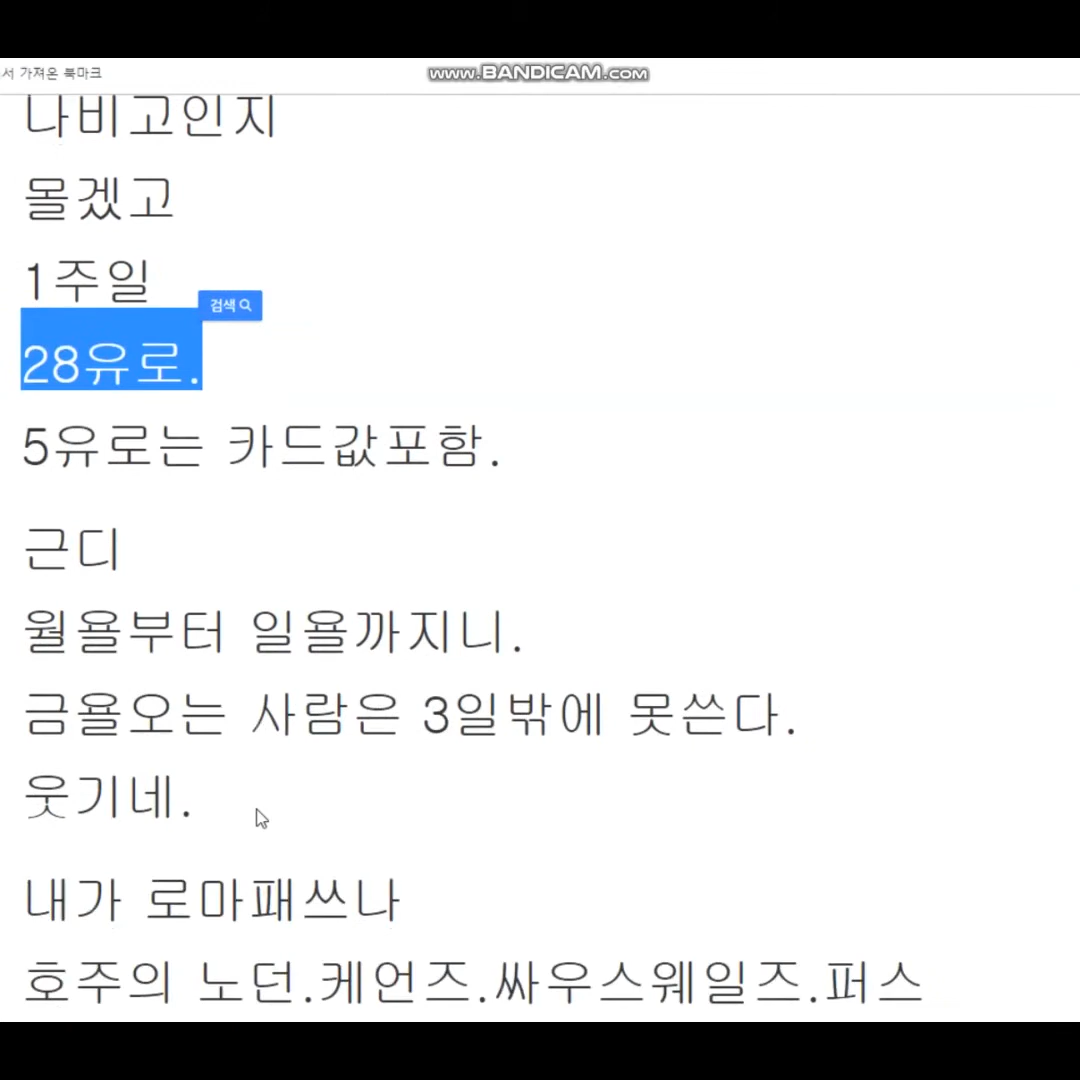 서 가져온 북마크
www.BANDICAM.com
나비고인지
몰겠고
1주일
검색
28유로.
5유로는 카드값포함.
근디
월욜부터 일욜까지니.
금욜오는 사람은 3일밖에 못쓴다.
웃기네.
내가 로마패쓰나
호주의 노던.케언즈.싸우스웨일즈.퍼스